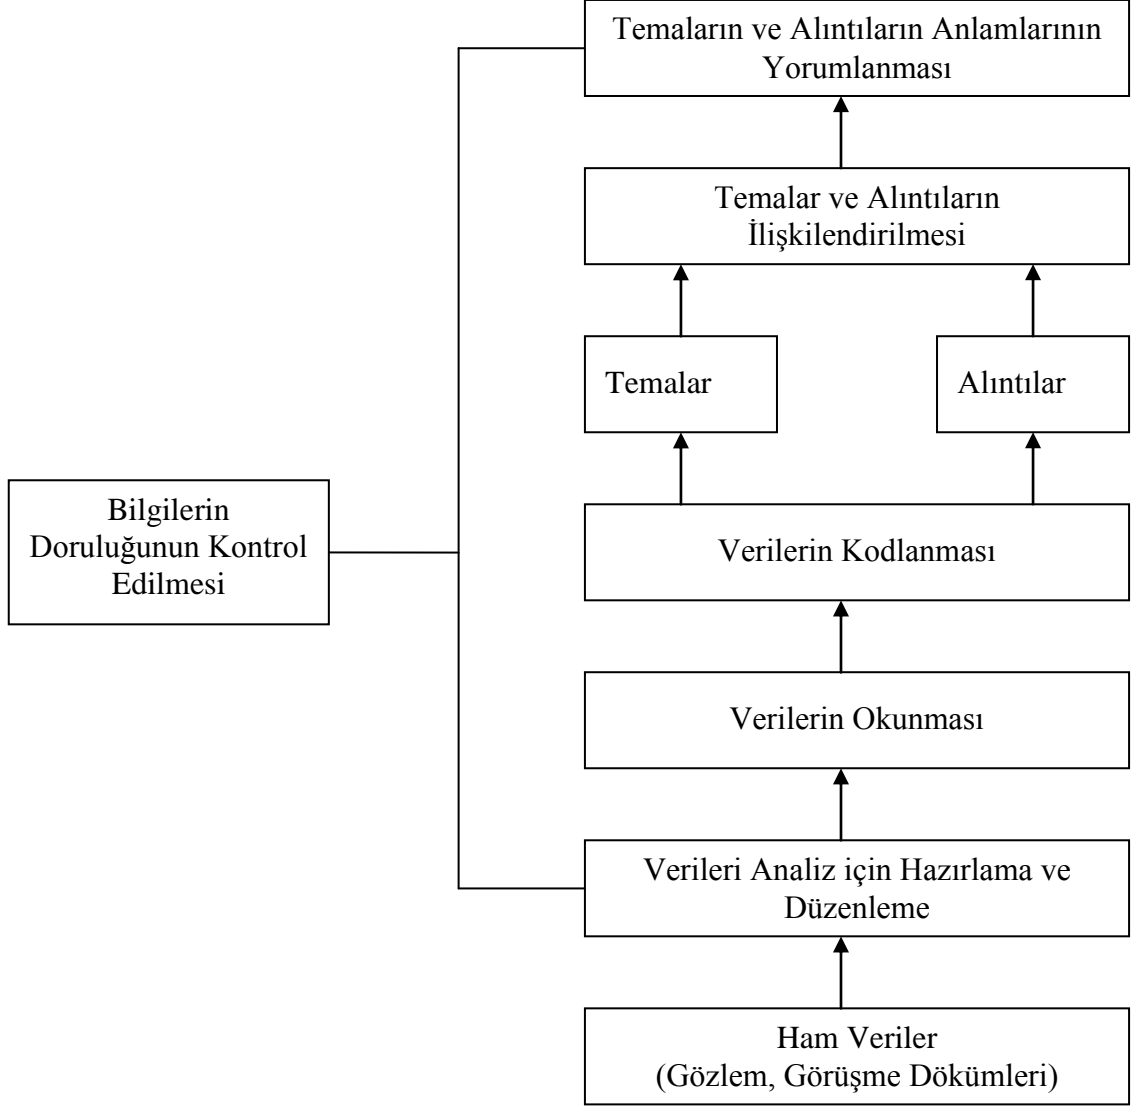 Temaların ve Alıntıların Anlamlarının
Yorumlanması
Temalar ve Alıntıların
İlişkilendirilmesi
Temalar
Alıntılar
Bilgilerin
Doruluğunun Kontrol
Edilmesi
Verilerin Kodlanması
Verilerin Okunması
Verileri Analiz için Hazırlama ve
Düzenleme
Ham Veriler
(Gözlem, Görüşme Dökümleri)